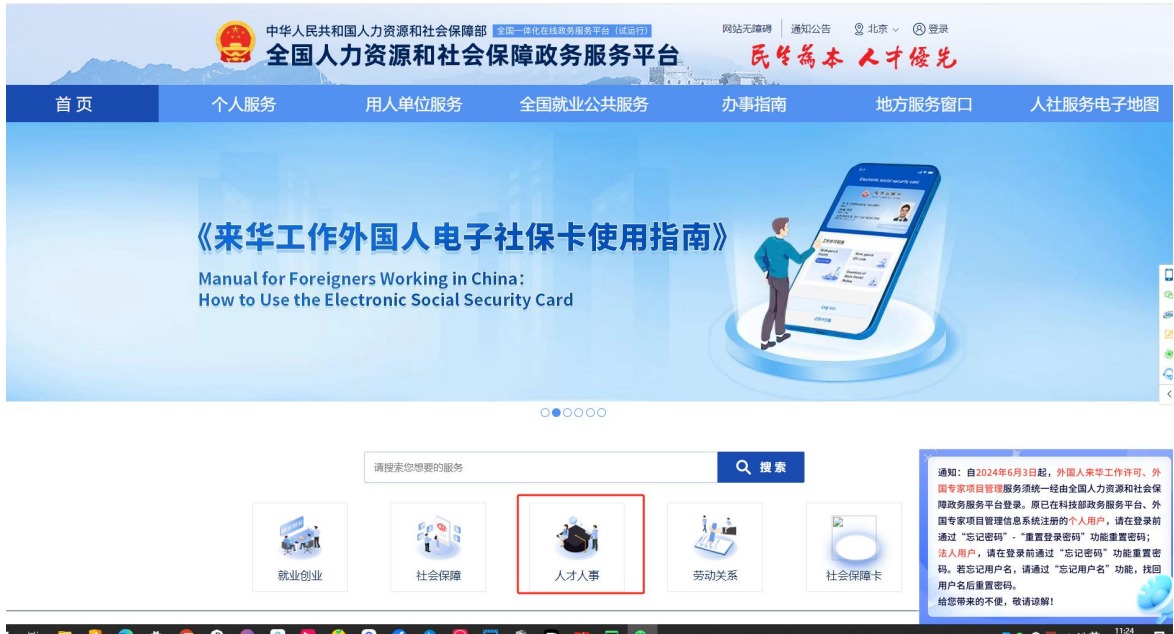 中华人民共和国人力资源和社会保障部 全国一体化在线政务服务平台（试运行）
全国人力资源和社会保障政务服务平台
网站无障碍 通知公告 北京 登录
民生为本 人才优先
首页 个人服务 用人单位服务 全国就业公共服务 办事指南 地方服务窗口 人社服务电子地图
《来华工作外国人电子社保卡使用指南》
Manual for Foreigners Working in China:
How to Use the Electronic Social Security Card
Electronic social security card
Log out
请搜索您想要的服务 搜索
就业创业 社会保障 人才人事 劳动关系 社会保障卡
通知：自2024年6月3日起，外国人来华工作许可、外
国专家项目管理服务须统一经由全国人力资源和社会保
障政务服务平台登录。原已在科技部政务服务平台、外
国专家项目管理信息系统注册的个人用户，请在登录前
通过“忘记密码”-“重置登录密码”功能重置密码；
法人用户，请在登录前通过“忘记密码”功能重置密
码。若忘记用户名，请通过“忘记用户名”功能，找回
用户名后重置密码。
给您带来的不便，敬请谅解！
11:24